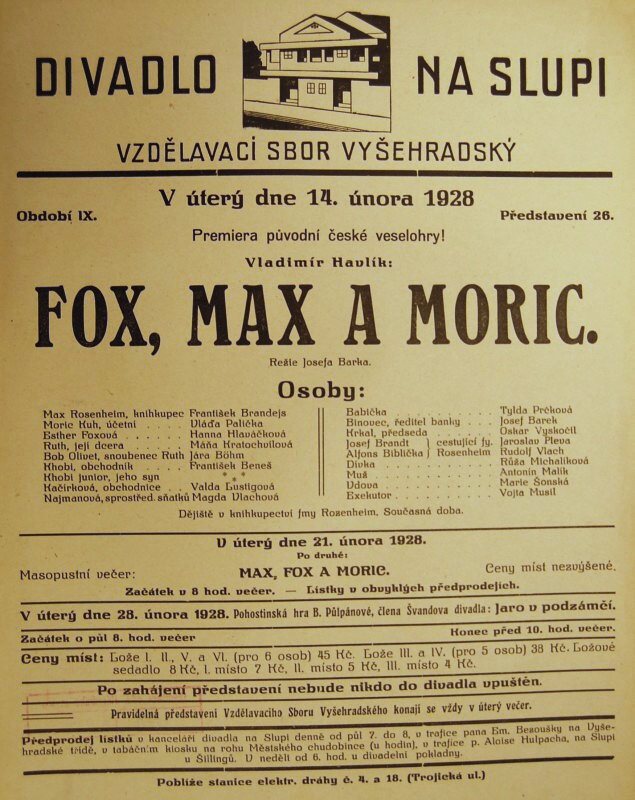 DIVADLO NA SLUPI
VZDĚLAVACÍ SBOR VYŠEHRADSKÝ
V úterý dne 14. února 1928
Období IX.
Představení 26.
Premiera původní české veselohry!
Vladimír Havlík:
FOX, MAX A MORIC.
Režie Josefa Barka.
Osoby:
Max Rosenheim, knihkupec František Brandejs
Moric Kuh, účetní . . . . Vláďa Palička
Esther Foxová . . . . . . Hanna Hlaváčková
Ruth, její dcera . . . . Máňa Kratochvílová
Bob Olivet, snoubenec Ruth Jára Böhm
Khobi, obchodník . . . . František Beneš
Khobi junior, jeho syn * * *
Kačírková, obchodnice . . Valda Lustigová
Najmanová, sprostřed. sňatků Magda Vlachová
Babička . . . . . . . . . Tylda Prčková
Binovec, ředitel banky . . Josef Barek
Krkal, předseda . . . . . Oskar Vyskočil
Josef Brandt } cestující fy. Jaroslav Pleva
Alfons Biblička } Rosenheim Rudolf Vlach
Dívka . . . . . . . . . . Růža Michalíková
Muž . . . . . . . . . . . Antonín Malík
Vdova . . . . . . . . . . Marie Šonská
Exekutor . . . . . . . . . Vojta Musil
Dějiště v knihkupectví fmy Rosenheim, Současná doba.
V úterý dne 21. února 1928.
Po druhé:
Masopustní večer: MAX, FOX A MORIC. Ceny míst nezvýšené.
Začátek v 8 hod. večer. — Lístky v obvyklých předprodejích.
V úterý dne 28. února 1928. Pohostinská hra B. Půlpánové, člena Švandova divadla: Jaro v podzámčí.
Začátek o půl 8. hod. večer
Konec před 10. hod. večer.
Ceny míst: Lože I. II., V. a VI. (pro 6 osob) 45 Kč. Lože III. a IV. (pro 5 osob) 38 Kč. Ložové
sedadlo 8 Kč, I. místo 7 Kč, II. místo 5 Kč, III. místo 4 Kč.
Po zahájení představení nebude nikdo do divadla vpuštěn.
Pravidelná představení Vzdělavacího Sboru Vyšehradského konají se vždy v úterý večer.
Předprodej lístků v kanceláři divadla na Slupi denně od půl 7. do 8, v trafice pana Em. Bezoušky na Vyše-
hradské třídě, v tabáčním kiosku na rohu Městského chudobince (u hodin), v trafice p. Aloise Hulpacha, na Slupi
u Šillingů. V neděli od 6. hod. u divadelní pokladny.
Poblíže stanice elektr. dráhy č. 4. a 18. (Trojická ul.)